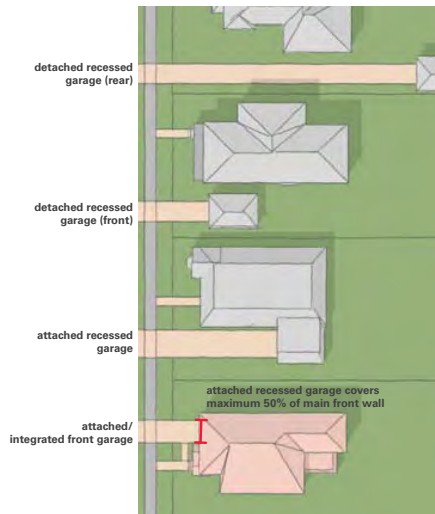 detached recessed
garage (rear)
detached recessed
garage (front)
attached recessed
garage
attached recessed garage covers
maximum 50% of main front wall
attached/
integrated front garage